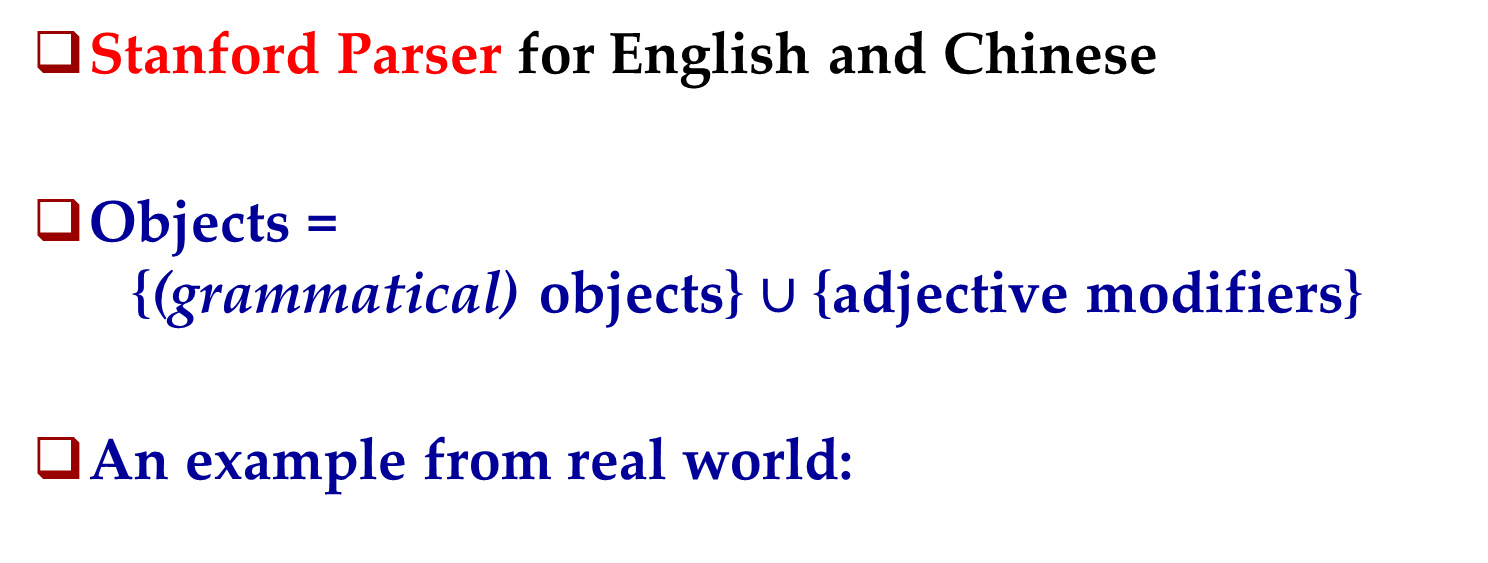 ❑ Stanford Parser for English and Chinese
❑ Objects =
{(grammatical) objects} ∪ {adjective modifiers}
❑ An example from real world: